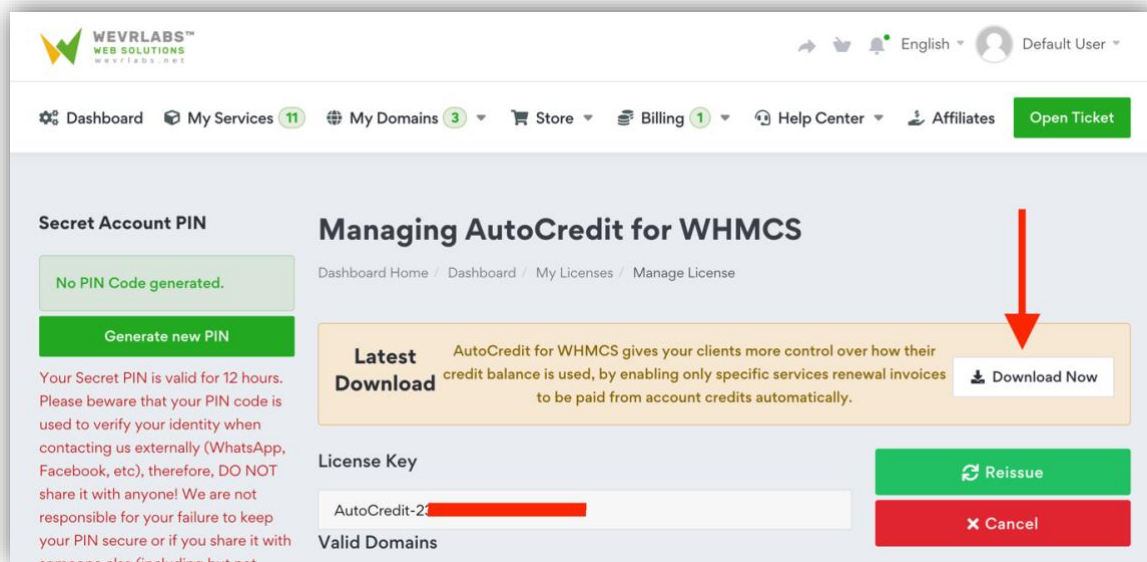 WEVRLABS™
WEB SOLUTIONS
wevrlabs.net
English
Default User
Dashboard
My Services 11
My Domains 3
Store
Billing 1
Help Center
Affiliates
Open Ticket
Secret Account PIN
No PIN Code generated.
Generate new PIN
Your Secret PIN is valid for 12 hours.
Please beware that your PIN code is
used to verify your identity when
contacting us externally (WhatsApp,
Facebook, etc), therefore, DO NOT
share it with anyone! We are not
responsible for your failure to keep
your PIN secure or if you share it with
Managing AutoCredit for WHMCS
Dashboard Home / Dashboard / My Licenses / Manage License
Latest
Download
AutoCredit for WHMCS gives your clients more control over how their
credit balance is used, by enabling only specific services renewal invoices
to be paid from account credits automatically.
Download Now
License Key
AutoCredit-23
Reissue
Cancel
Valid Domains